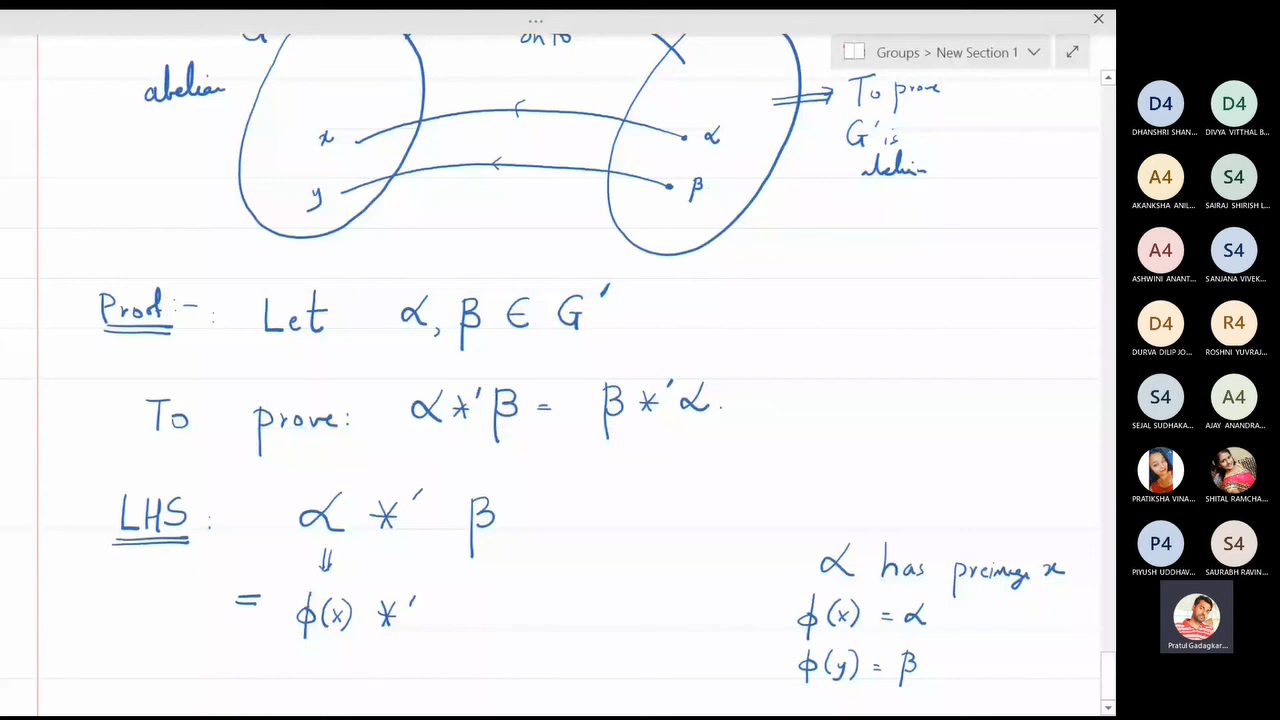 onto
Groups > New Section 1
abelian
To prove
G' is
abelian
x
α
y
β
Proof:-
Let α, β ∈ G'
To prove: α *' β = β *' α.
LHS: α *' β
⇓
= φ(x) *'
α has preimage x
φ(x) = α
φ(y) = β
D4
D4
DHANSHRI SHAN...
DIVYA VITTHAL B...
A4
S4
AKANKSHA ANIL...
SAIRAJ SHIRISH L...
A4
S4
ASHWINI ANANT...
SANJANA VIVEK...
D4
R4
DURVA DILIP JO...
ROSHNI YUVRAJ...
S4
A4
SEJAL SUDHAKA...
AJAY ANANDRA...
PRATIKSHA VINA...
SHITAL RAMCHA...
P4
S4
PIYUSH UDDHAV...
SAURABH RAVIN...
Pratul Gadagkar...